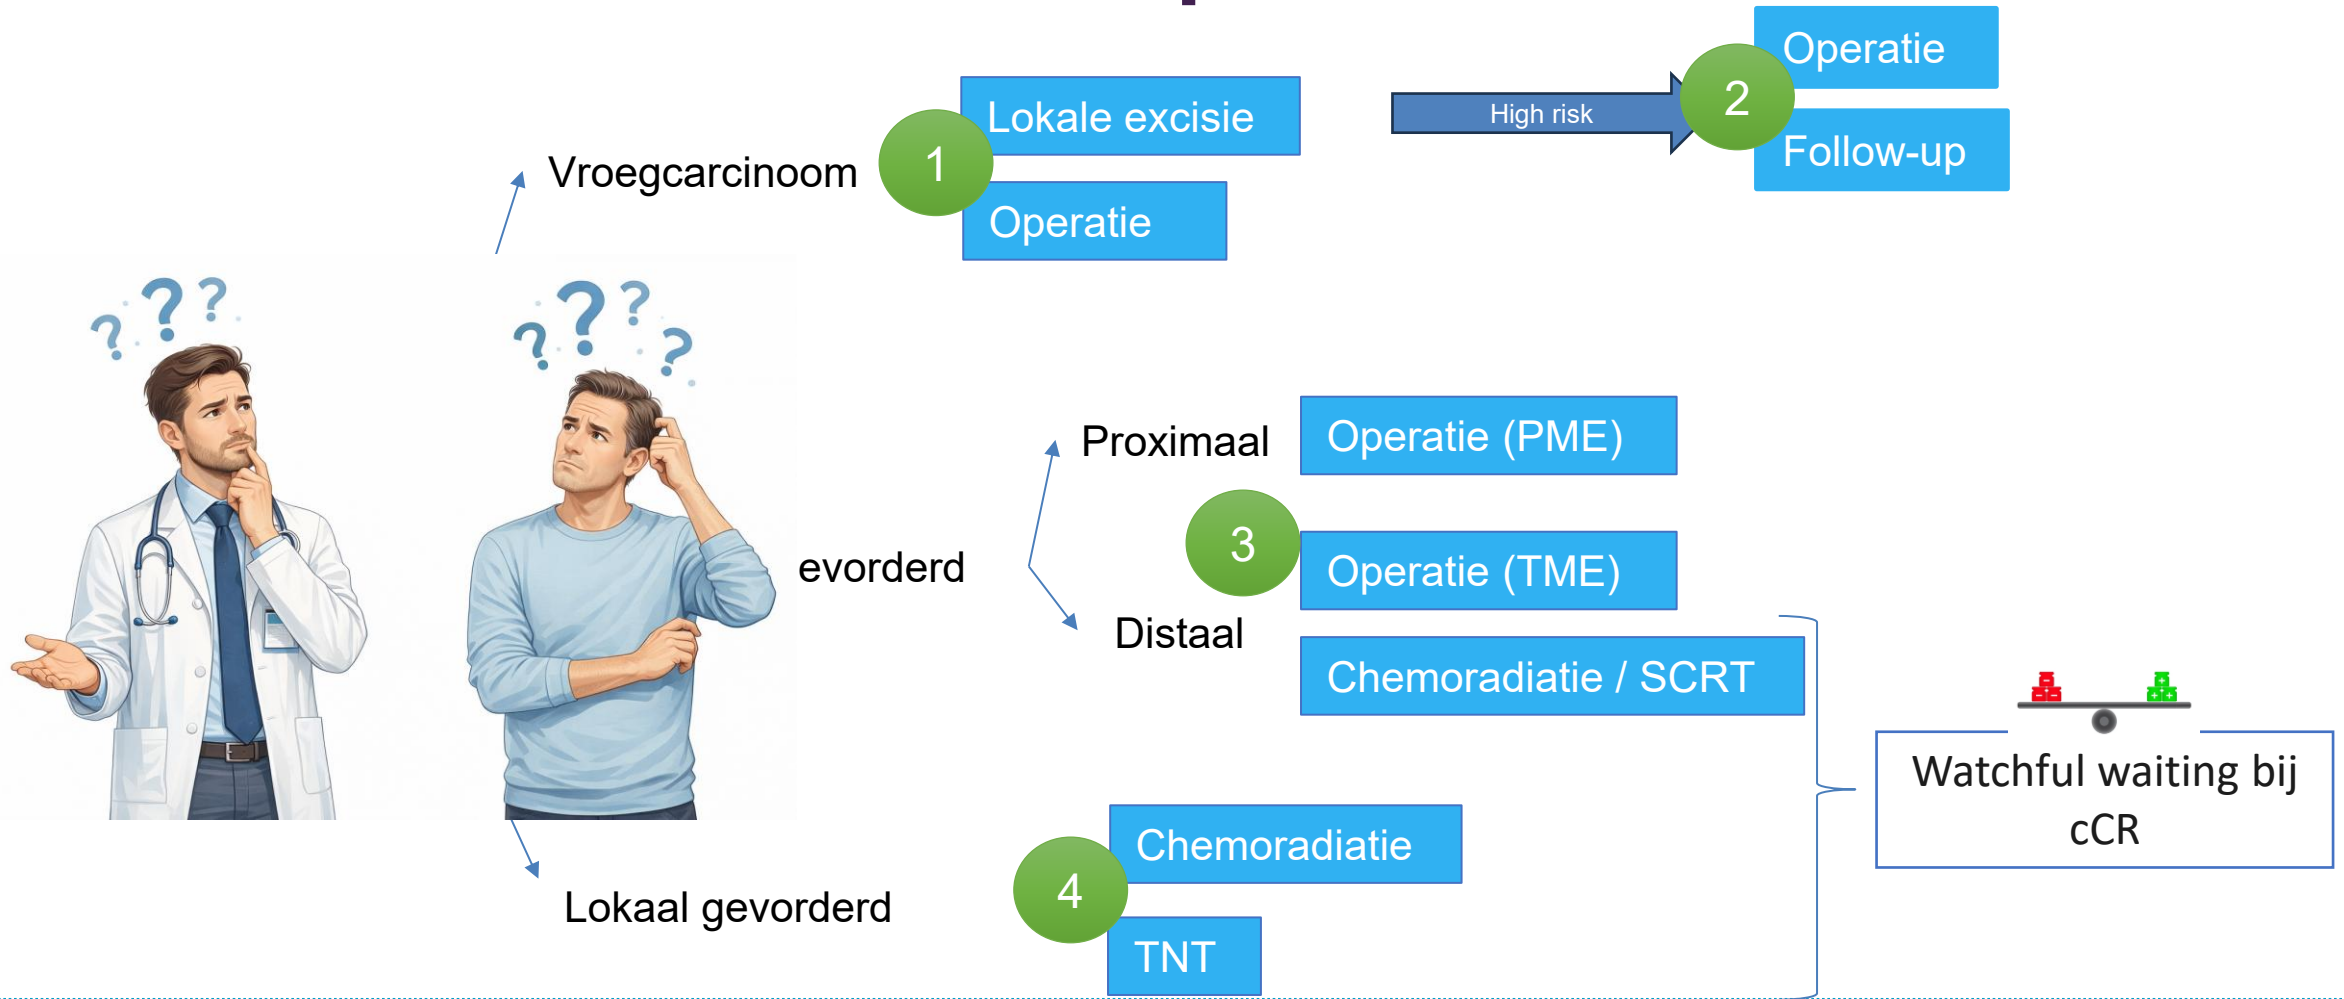 Operatie
2
High risk
Follow-up
Lokale excisie
1
Vroegcarcinoom
Operatie
? ? ?
? ? ? ?
Proximaal
Operatie (PME)
3
evorderd
Operatie (TME)
Distaal
Chemoradiatie / SCRT
Watchful waiting bij
cCR
Chemoradiatie
4
Lokaal gevorderd
TNT